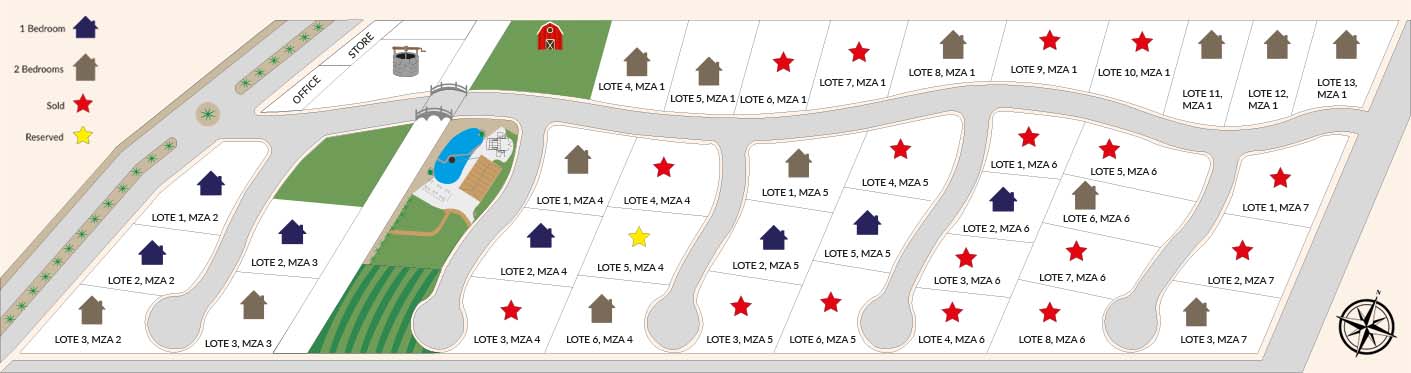 1 Bedroom
2 Bedrooms
Sold
Reserved
STORE
OFFICE
LOTE 4, MZA 1
LOTE 5, MZA 1
LOTE 6, MZA 1
LOTE 7, MZA 1
LOTE 8, MZA 1
LOTE 9, MZA 1
LOTE 10, MZA 1
LOTE 11,
MZA 1
LOTE 12,
MZA 1
LOTE 13,
MZA 1
LOTE 1, MZA 2
LOTE 2, MZA 2
LOTE 3, MZA 2
LOTE 2, MZA 3
LOTE 3, MZA 3
LOTE 1, MZA 4
LOTE 4, MZA 4
LOTE 2, MZA 4
LOTE 5, MZA 4
LOTE 3, MZA 4
LOTE 6, MZA 4
LOTE 1, MZA 5
LOTE 4, MZA 5
LOTE 2, MZA 5
LOTE 5, MZA 5
LOTE 3, MZA 5
LOTE 6, MZA 5
LOTE 1, MZA 6
LOTE 5, MZA 6
LOTE 2, MZA 6
LOTE 6, MZA 6
LOTE 3, MZA 6
LOTE 7, MZA 6
LOTE 4, MZA 6
LOTE 8, MZA 6
LOTE 1, MZA 7
LOTE 2, MZA 7
LOTE 3, MZA 7
N